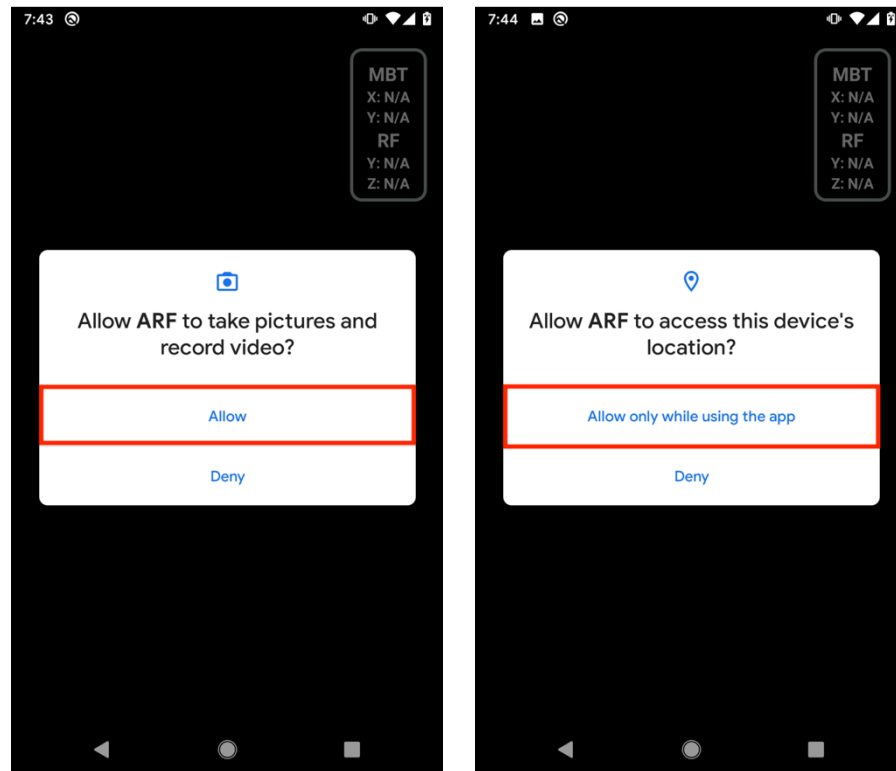 7:43
MBT
X: N/A
Y: N/A
RF
Y: N/A
Z: N/A
Allow ARF to take pictures and
record video?
Allow
Deny
7:44
MBT
X: N/A
Y: N/A
RF
Y: N/A
Z: N/A
Allow ARF to access this device's
location?
Allow only while using the app
Deny